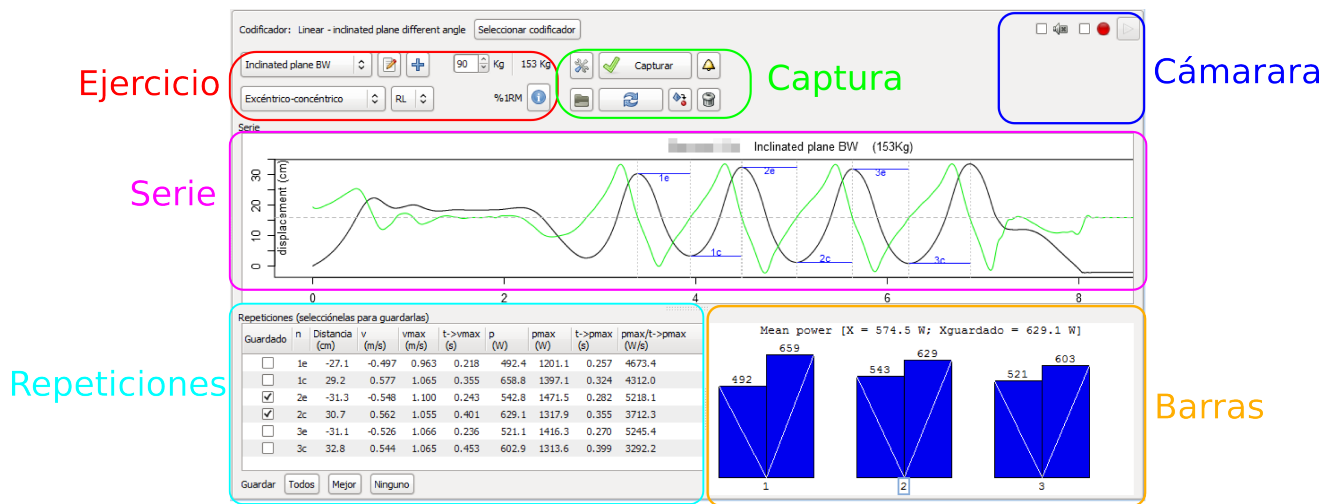 Codificador: Linear - inclinated plane different angle Seleccionar codificador
Ejercicio
Inclinated plane BW 90 Kg 153 Kg
Excéntrico-concéntrico RL %1RM
Capturar
Captura
Cámarara
Serie
Serie
Inclinated plane BW (153Kg)
displacement (cm)
30
20
10
0
1e 2e 3e
1c 2c 3c
0 2 4 6 8
Repeticiones
Repeticiones (selecciónelas para guardarlas)
Guardado n Distancia (cm) v (m/s) vmax (m/s) t->vmax (s) p (W) pmax (W) t->pmax (s) pmax/t->pmax (W/s)
1e -27.1 -0.497 0.963 0.218 492.4 1201.1 0.257 4673.4
1c 29.2 0.577 1.065 0.355 658.8 1397.1 0.324 4312.0
2e -31.3 -0.548 1.100 0.243 542.8 1471.5 0.282 5218.1
2c 30.7 0.562 1.055 0.401 629.1 1317.9 0.355 3712.3
3e -31.1 -0.526 1.066 0.236 521.1 1416.3 0.270 5245.4
3c 32.8 0.544 1.065 0.453 602.9 1313.6 0.399 3292.2
Guardar Todos Mejor Ninguno
Mean power [X = 574.5 W; Xguardado = 629.1 W]
492 659 543 629 521 603
1 2 3
Barras